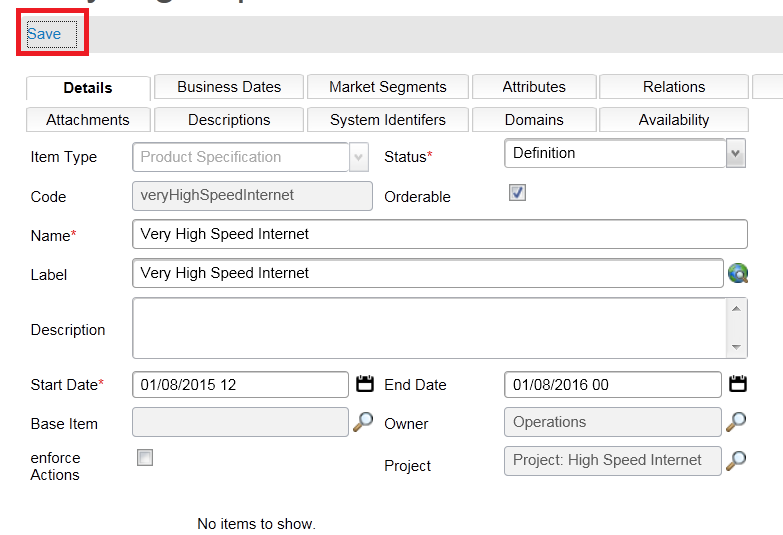 Save
Details Business Dates Market Segments Attributes Relations
Attachments Descriptions System Identifers Domains Availability
Item Type Product Specification Status* Definition
Code veryHighSpeedInternet Orderable
Name* Very High Speed Internet
Label Very High Speed Internet
Description
Start Date* 01/08/2015 12 End Date 01/08/2016 00
Base Item Owner Operations
enforce
Actions Project Project: High Speed Internet
No items to show.